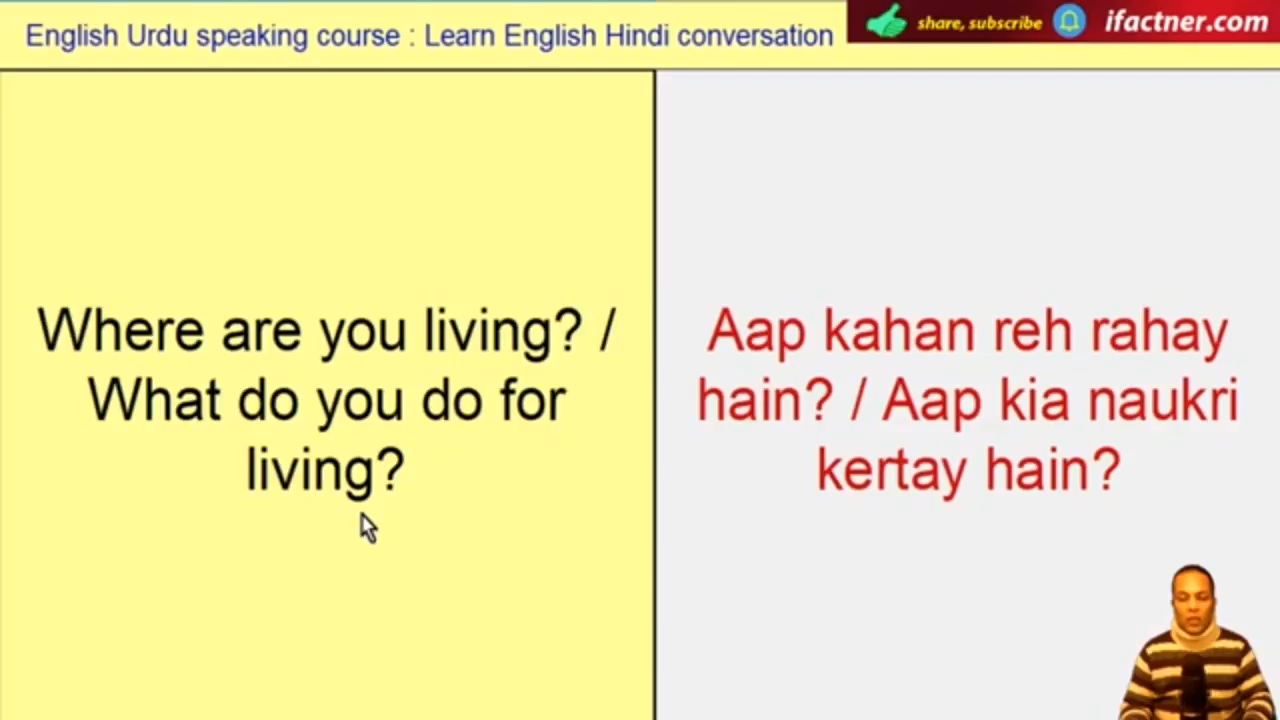 English Urdu speaking course : Learn English Hindi conversation
share, subscribe
ifactner.com
Where are you living? /
What do you do for
living?
Aap kahan reh rahay
hain? / Aap kia naukri
kertay hain?